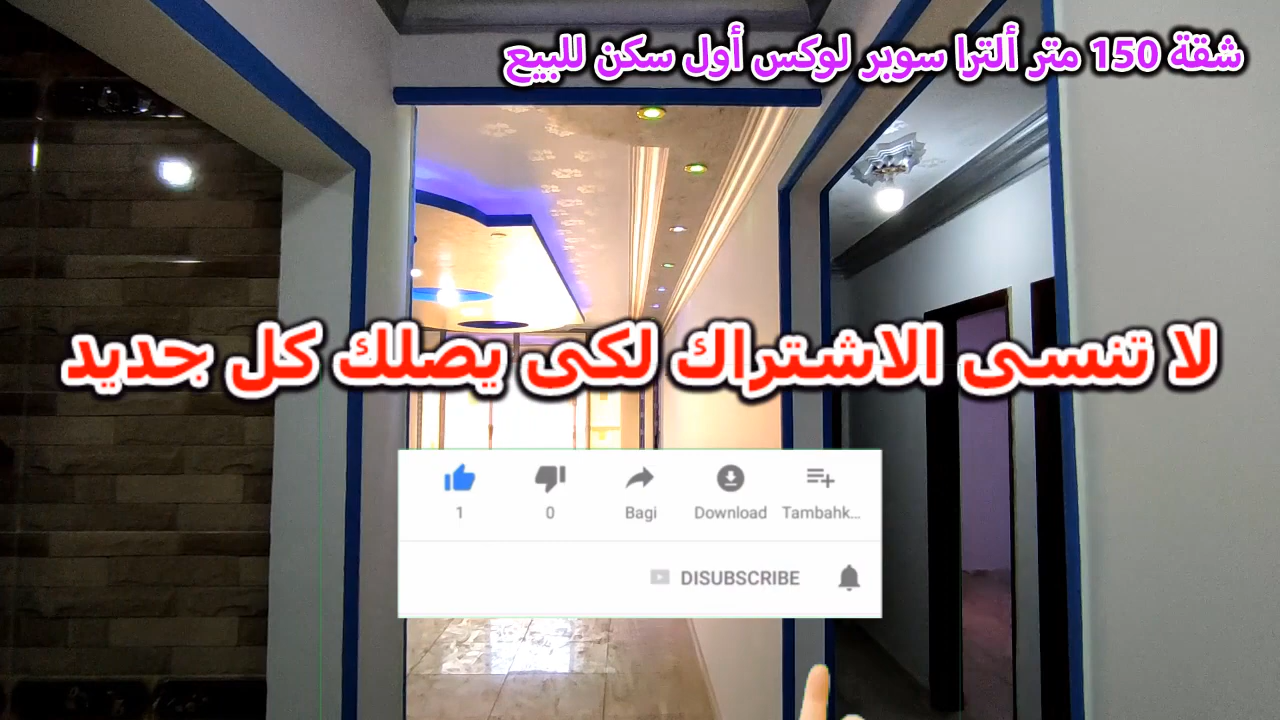 شقة 150 متر ألترا سوبر لوكس أول سكن للبيع
لا تنسى الاشتراك لكى يصلك كل جديد
1 0 Bagi Download Tambahk...
DISUBSCRIBE